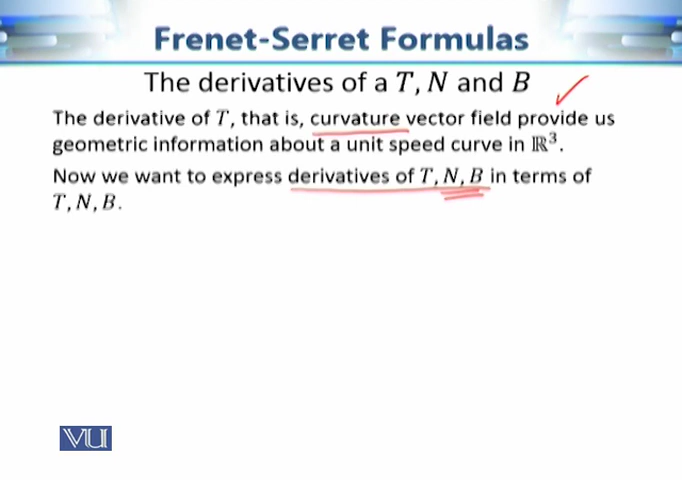 Frenet-Serret Formulas
The derivatives of a T, N and B
The derivative of T, that is, curvature vector field provide us
geometric information about a unit speed curve in ℝ³.
Now we want to express derivatives of T, N, B in terms of
T, N, B.
VU